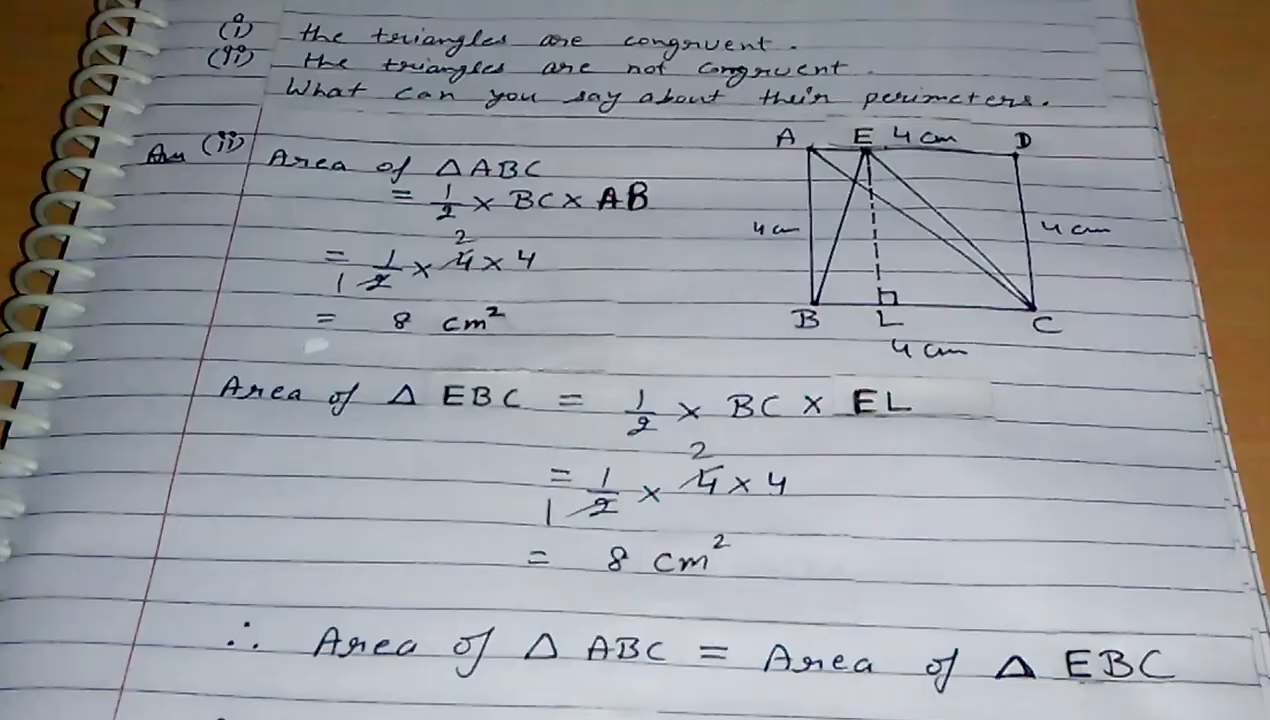 (i) the triangles are congruent.
(ii) the triangles are not congruent.
What can you say about their perimeters.
Ans (ii) Area of △ABC
= 1/2 × BC × AB
2
= 1/2 × 4 × 4
1
= 8 cm²
A E 4 cm D
4 cm 4 cm
B L C
4 cm
Area of △ EBC = 1/2 × BC × EL
2
= 1/2 × 4 × 4
1
= 8 cm²
∴ Area of △ ABC = Area of △ EBC